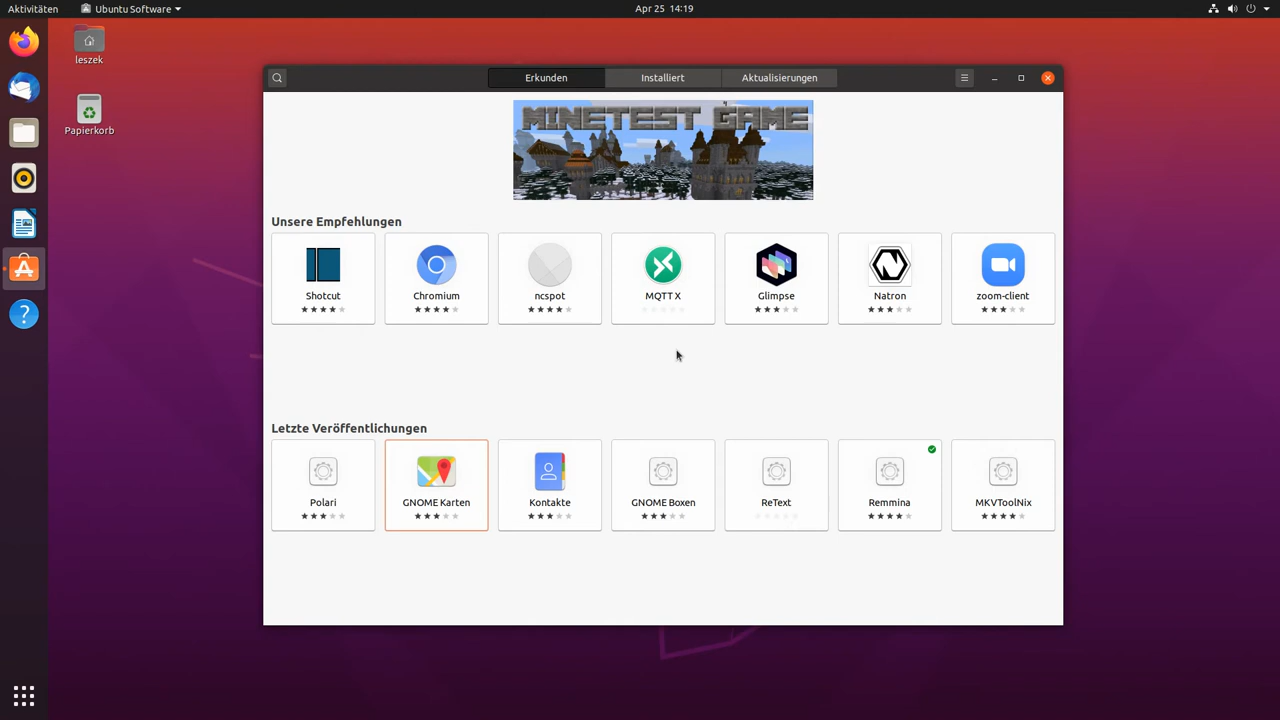 Aktivitäten Ubuntu Software Apr 25 14:19
leszek
Papierkorb
Erkunden Installiert Aktualisierungen
MINETEST GAME
Unsere Empfehlungen
Shotcut Chromium ncspot MQTT X Glimpse Natron zoom-client
Letzte Veröffentlichungen
Polari GNOME Karten Kontakte GNOME Boxen ReText Remmina MKVToolNix